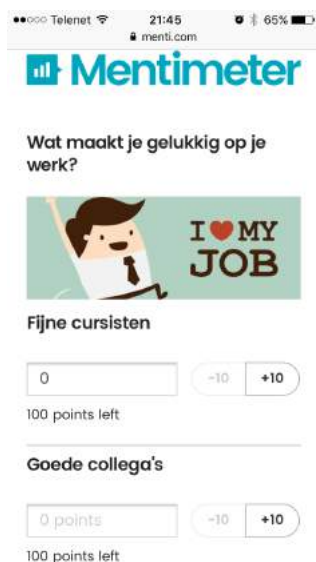 Telenet 21:45 65%
menti.com
Mentimeter
Wat maakt je gelukkig op je
werk?
I MY
JOB
Fijne cursisten
0 -10 +10
100 points left
Goede collega's
0 points -10 +10
100 points left